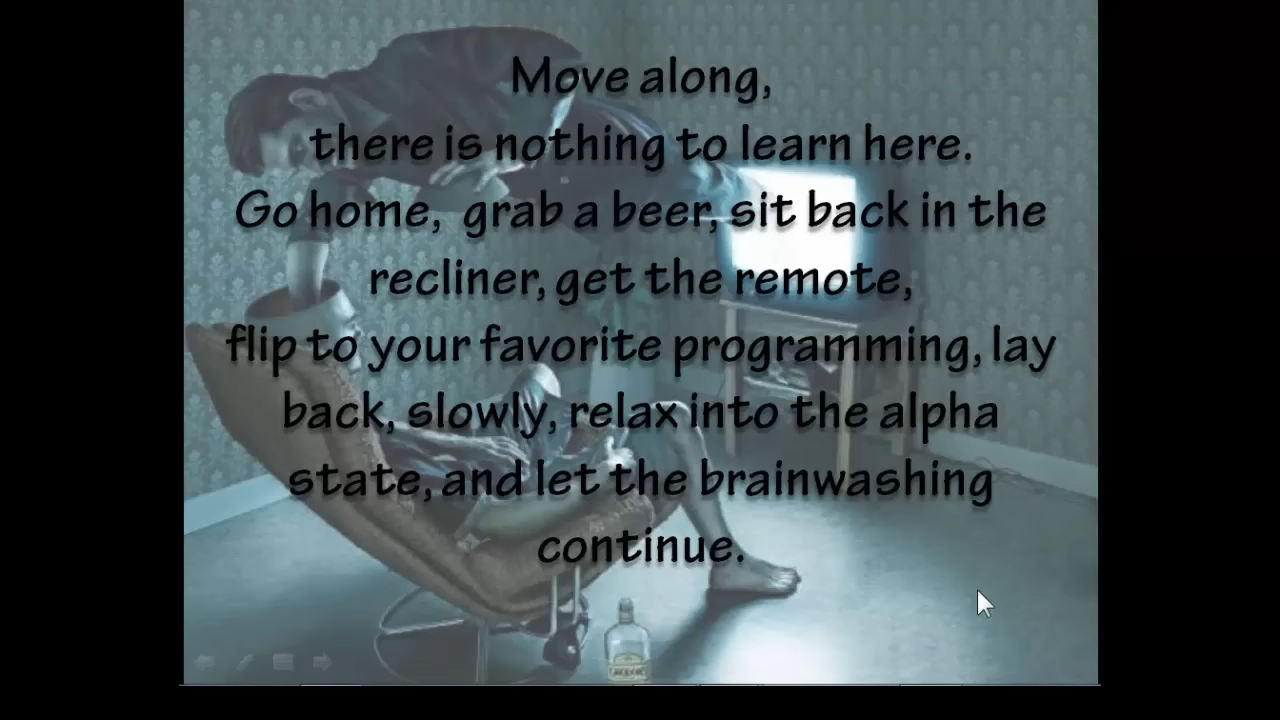 Move along,
there is nothing to learn here.
Go home, grab a beer, sit back in the
recliner, get the remote,
flip to your favorite programming, lay
back, slowly, relax into the alpha
state, and let the brainwashing
continue.